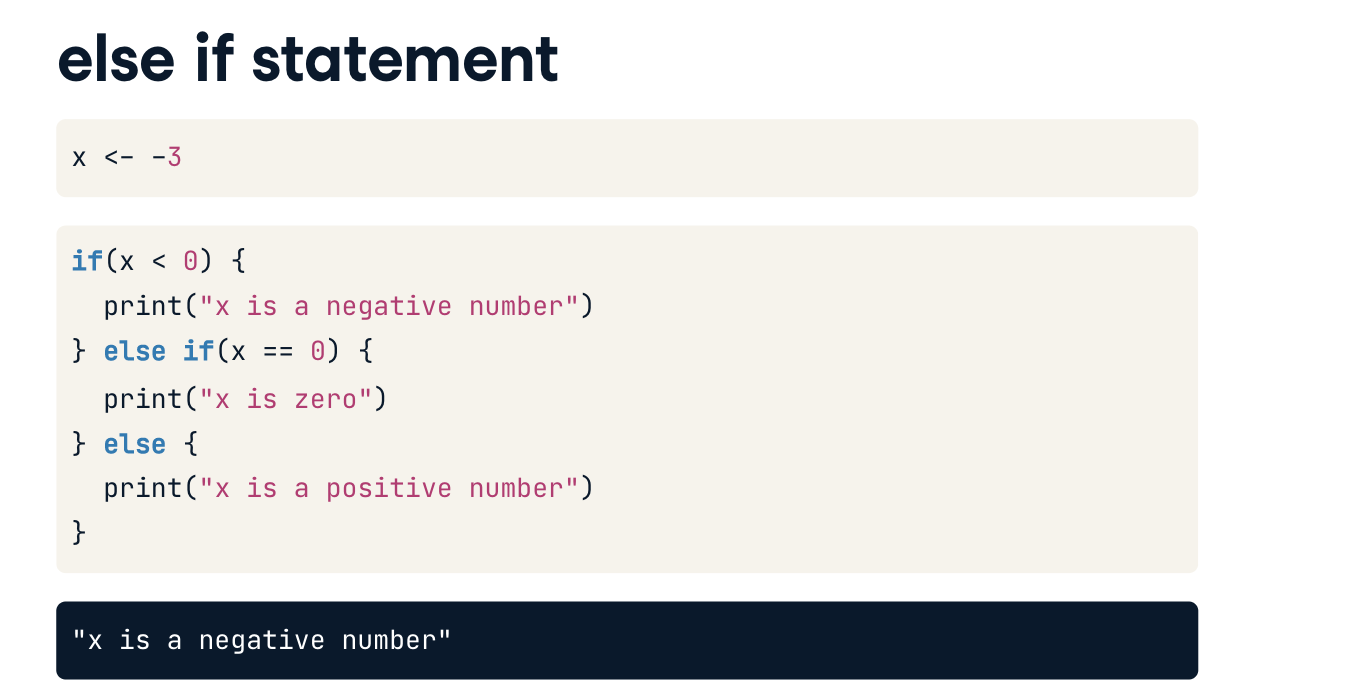 else if statement
x <- -3
if(x < 0) {
  print("x is a negative number")
} else if(x == 0) {
  print("x is zero")
} else {
  print("x is a positive number")
}
"x is a negative number"